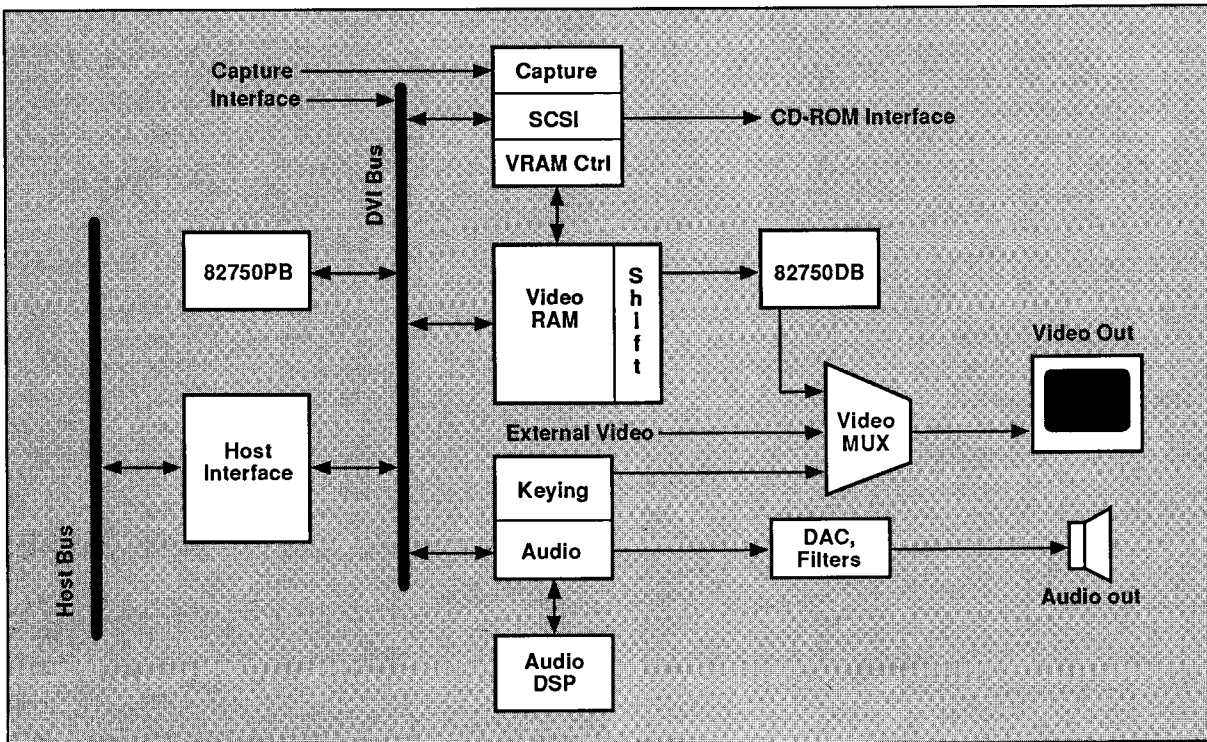 Capture
Interface
Capture
SCSI
VRAM Ctrl
CD-ROM Interface
DVI Bus
82750PB
Video
RAM
Shift
82750DB
Video Out
Host
Interface
External Video
Video
MUX
Keying
Audio
DAC,
Filters
Audio out
Host Bus
Audio
DSP